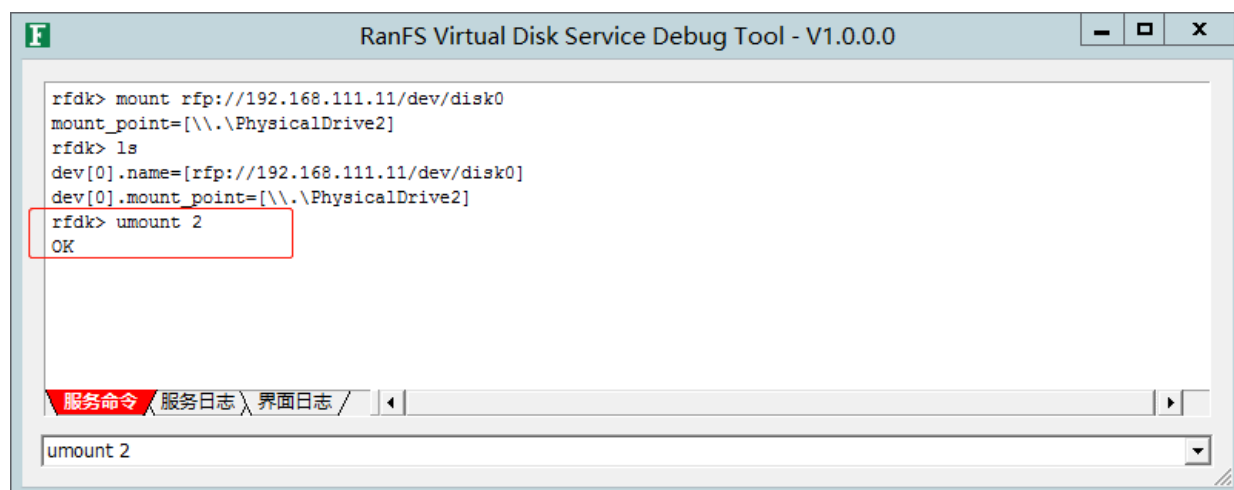 RanFS Virtual Disk Service Debug Tool - V1.0.0.0
rfdk> mount rfp://192.168.111.11/dev/disk0
mount_point=[\\.\PhysicalDrive2]
rfdk> ls
dev[0].name=[rfp://192.168.111.11/dev/disk0]
dev[0].mount_point=[\\.\PhysicalDrive2]
rfdk> umount 2
OK
服务命令 服务日志 界面日志
umount 2